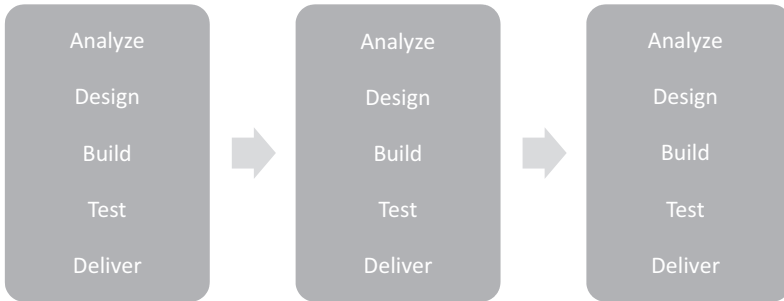 Analyze
Design
Build
Test
Deliver
Analyze
Design
Build
Test
Deliver
Analyze
Design
Build
Test
Deliver